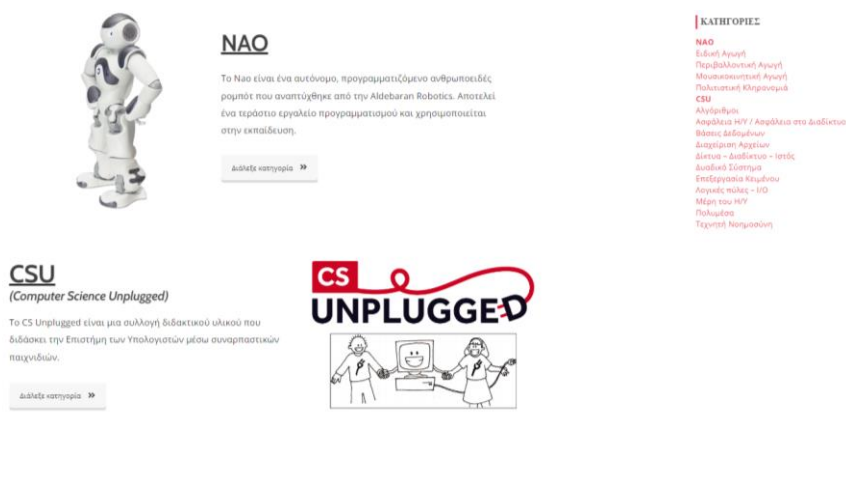 NAO
Το Nao είναι ένα αυτόνομο, προγραμματιζόμενο ανθρωποειδές
ρομπότ που αναπτύχθηκε από την Aldebaran Robotics. Αποτελεί
ένα τεράστιο εργαλείο προγραμματισμού και χρησιμοποιείται
στην εκπαίδευση.
Διάλεξε κατηγορία »
CSU
(Computer Science Unplugged)
Το CS Unplugged είναι μια συλλογή διδακτικού υλικού που
διδάσκει την Επιστήμη των Υπολογιστών μέσω συναρπαστικών
παιχνιδιών.
Διάλεξε κατηγορία »
CS
UNPLUGGED
ΚΑΤΗΓΟΡΙΕΣ
NAO
Ειδική Αγωγή
Περιβαλλοντική Αγωγή
Μουσικοκινητική Αγωγή
Πολιτιστική Κληρονομιά
CSU
Αλγόριθμοι
Ασφάλεια Η/Υ / Ασφάλεια στο Διαδίκτυο
Βάσεις Δεδομένων
Διαχείριση Αρχείων
Δίκτυα – Διαδίκτυο – Ιστός
Δυαδικό Σύστημα
Επεξεργασία Κειμένου
Λογικές πύλες – I/O
Μέρη του Η/Υ
Πολυμέσα
Τεχνητή Νοημοσύνη